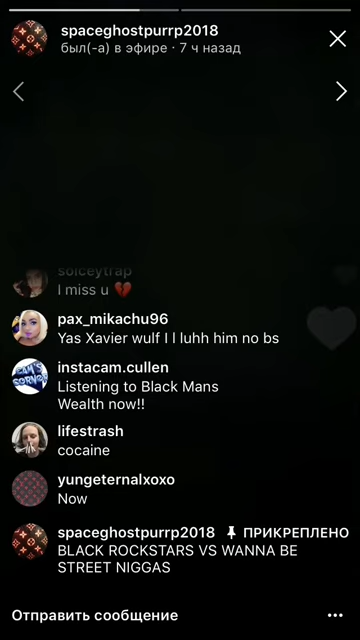 spaceghostpurrp2018
был(-а) в эфире · 7 ч назад
soiceytrap
I miss u 💔
pax_mikachu96
Yas Xavier wulf I I luhh him no bs
instacam.cullen
Listening to Black Mans
Wealth now!!
lifestrash
cocaine
yungeternalxoxo
Now
spaceghostpurrp2018 ПРИКРЕПЛЕНО
BLACK ROCKSTARS VS WANNA BE
STREET NIGGAS
Отправить сообщение